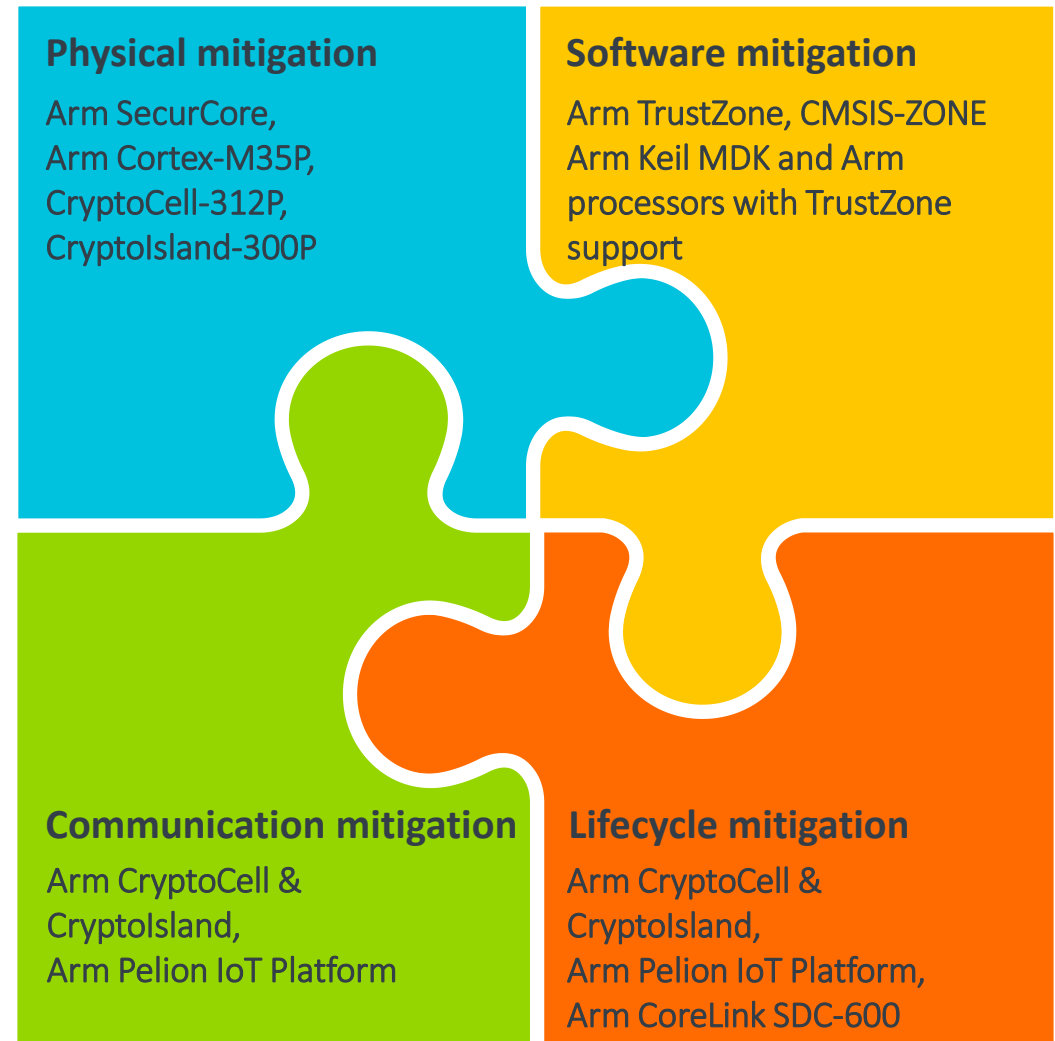 Physical mitigation
Arm SecurCore,
Arm Cortex-M35P,
CryptoCell-312P,
CryptoIsland-300P
Software mitigation
Arm TrustZone, CMSIS-ZONE
Arm Keil MDK and Arm
processors with TrustZone
support
Communication mitigation
Arm CryptoCell &
CryptoIsland,
Arm Pelion IoT Platform
Lifecycle mitigation
Arm CryptoCell &
CryptoIsland,
Arm Pelion IoT Platform,
Arm CoreLink SDC-600